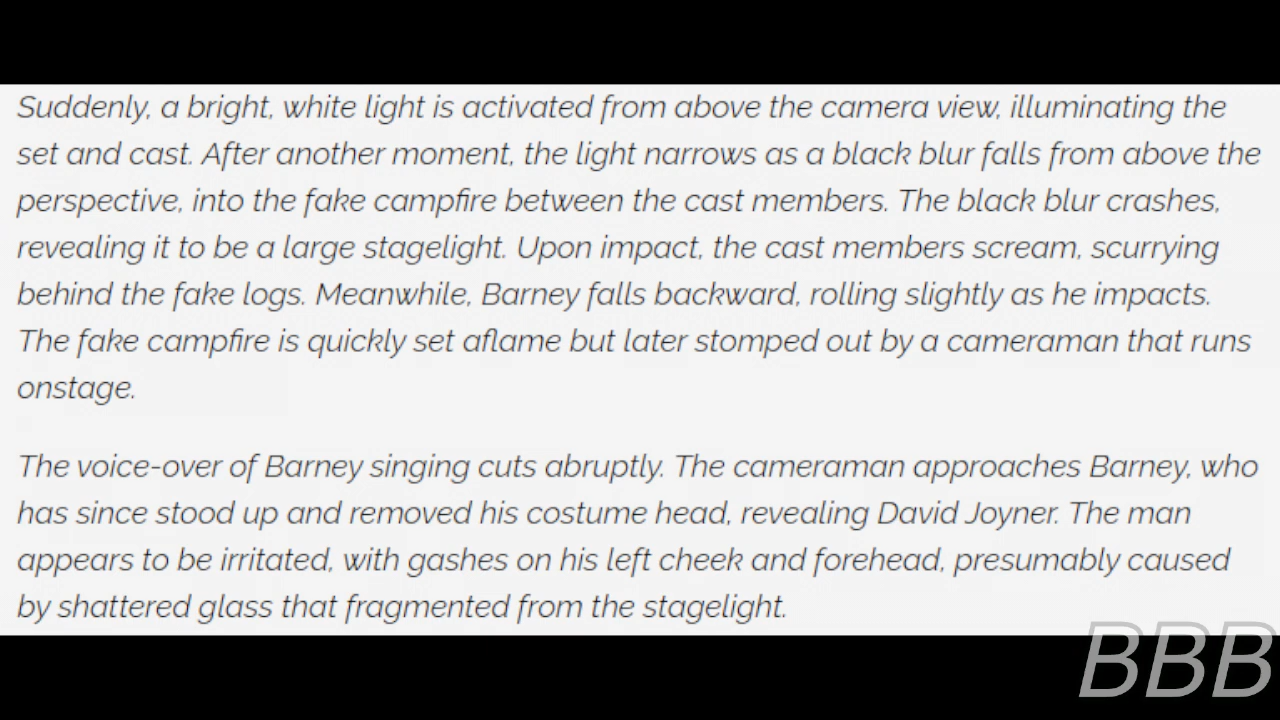 Suddenly, a bright, white light is activated from above the camera view, illuminating the
set and cast. After another moment, the light narrows as a black blur falls from above the
perspective, into the fake campfire between the cast members. The black blur crashes,
revealing it to be a large stagelight. Upon impact, the cast members scream, scurrying
behind the fake logs. Meanwhile, Barney falls backward, rolling slightly as he impacts.
The fake campfire is quickly set aflame but later stomped out by a cameraman that runs
onstage.
The voice-over of Barney singing cuts abruptly. The cameraman approaches Barney, who
has since stood up and removed his costume head, revealing David Joyner. The man
appears to be irritated, with gashes on his left cheek and forehead, presumably caused
by shattered glass that fragmented from the stagelight.
BBB